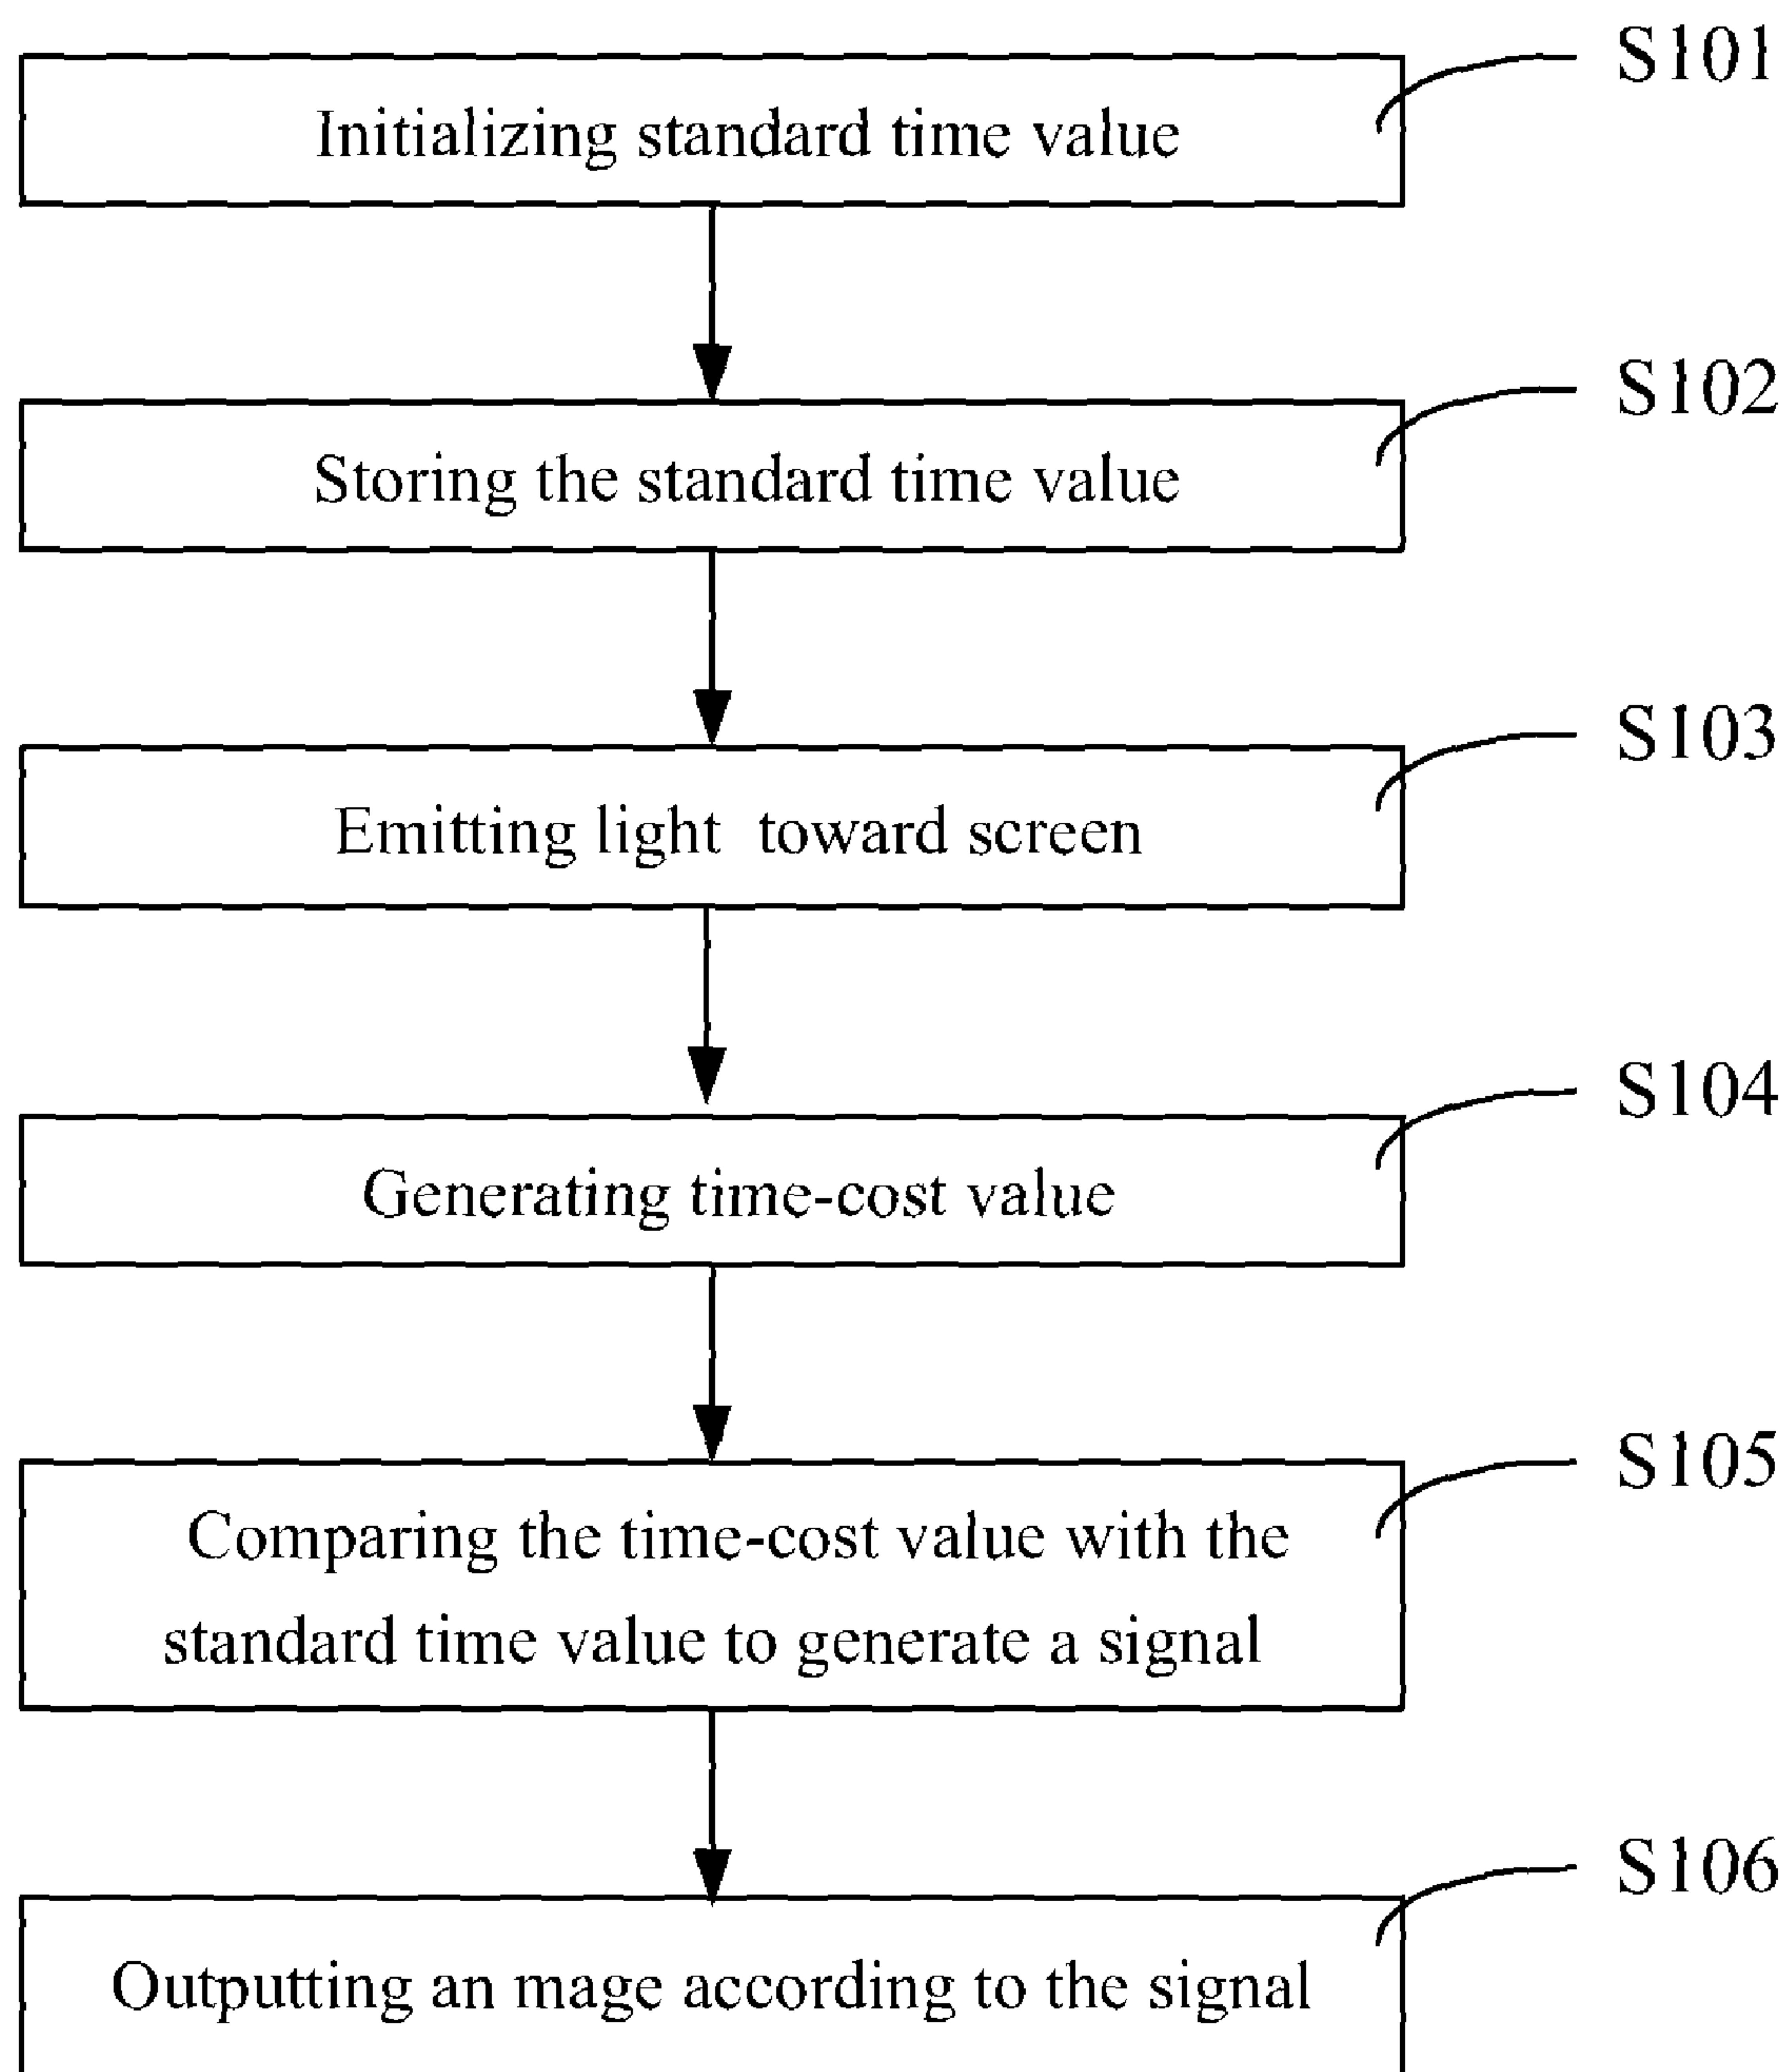 S101
Initializing standard time value
S102
Storing the standard time value
S103
Emitting light toward screen
S104
Generating time-cost value
S105
Comparing the time-cost value with the
standard time value to generate a signal
S106
Outputting an mage according to the signal